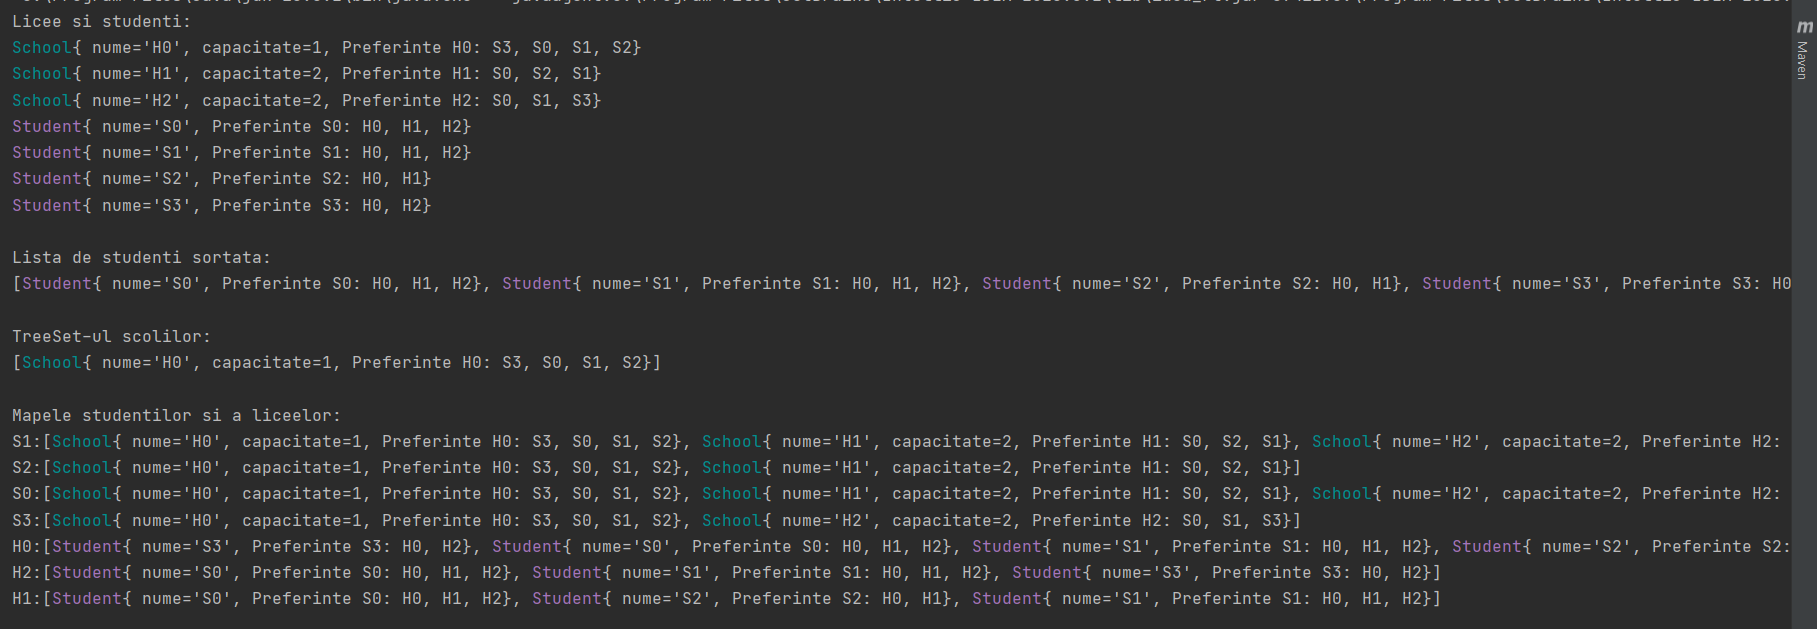 Licee si studenti:
School{ nume='H0', capacitate=1, Preferinte H0: S3, S0, S1, S2}
School{ nume='H1', capacitate=2, Preferinte H1: S0, S2, S1}
School{ nume='H2', capacitate=2, Preferinte H2: S0, S1, S3}
Student{ nume='S0', Preferinte S0: H0, H1, H2}
Student{ nume='S1', Preferinte S1: H0, H1, H2}
Student{ nume='S2', Preferinte S2: H0, H1}
Student{ nume='S3', Preferinte S3: H0, H2}
Lista de studenti sortata:
[Student{ nume='S0', Preferinte S0: H0, H1, H2}, Student{ nume='S1', Preferinte S1: H0, H1, H2}, Student{ nume='S2', Preferinte S2: H0, H1}, Student{ nume='S3', Preferinte S3: H0
TreeSet-ul scolilor:
[School{ nume='H0', capacitate=1, Preferinte H0: S3, S0, S1, S2}]
Mapele studentilor si a liceelor:
S1:[School{ nume='H0', capacitate=1, Preferinte H0: S3, S0, S1, S2}, School{ nume='H1', capacitate=2, Preferinte H1: S0, S2, S1}, School{ nume='H2', capacitate=2, Preferinte H2:
S2:[School{ nume='H0', capacitate=1, Preferinte H0: S3, S0, S1, S2}, School{ nume='H1', capacitate=2, Preferinte H1: S0, S2, S1}]
S0:[School{ nume='H0', capacitate=1, Preferinte H0: S3, S0, S1, S2}, School{ nume='H1', capacitate=2, Preferinte H1: S0, S2, S1}, School{ nume='H2', capacitate=2, Preferinte H2:
S3:[School{ nume='H0', capacitate=1, Preferinte H0: S3, S0, S1, S2}, School{ nume='H2', capacitate=2, Preferinte H2: S0, S1, S3}]
H0:[Student{ nume='S3', Preferinte S3: H0, H2}, Student{ nume='S0', Preferinte S0: H0, H1, H2}, Student{ nume='S1', Preferinte S1: H0, H1, H2}, Student{ nume='S2', Preferinte S2:
H2:[Student{ nume='S0', Preferinte S0: H0, H1, H2}, Student{ nume='S1', Preferinte S1: H0, H1, H2}, Student{ nume='S3', Preferinte S3: H0, H2}]
H1:[Student{ nume='S0', Preferinte S0: H0, H1, H2}, Student{ nume='S2', Preferinte S2: H0, H1}, Student{ nume='S1', Preferinte S1: H0, H1, H2}]
m
Maven